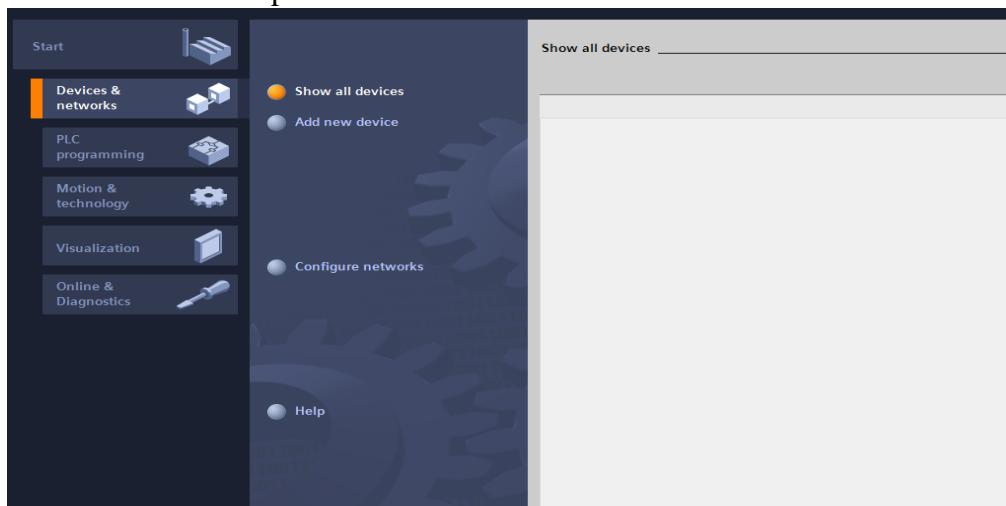 Start
Devices &
networks
PLC
programming
Motion &
technology
Visualization
Online &
Diagnostics
Show all devices
Add new device
Configure networks
Help
Show all devices